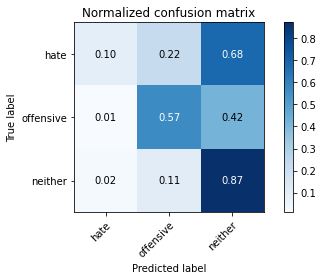 Normalized confusion matrix
True label
hate 0.10 0.22 0.68
offensive 0.01 0.57 0.42
neither 0.02 0.11 0.87
hate offensive neither
Predicted label
0.8
0.7
0.6
0.5
0.4
0.3
0.2
0.1